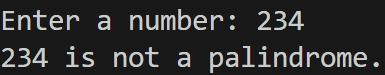 Enter a number: 234
234 is not a palindrome.